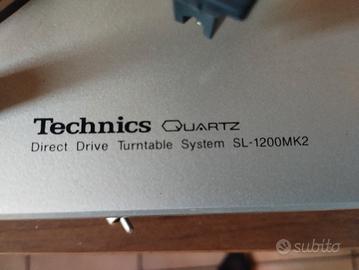 Technics QUARTZ
Direct Drive Turntable System SL-1200MK2
subito